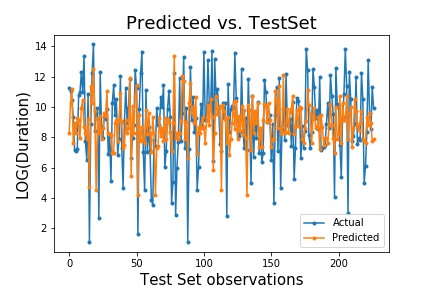 Predicted vs. TestSet
LOG(Duration)
14
12
10
8
6
4
2
0
50
100
150
200
Test Set observations
Actual
Predicted